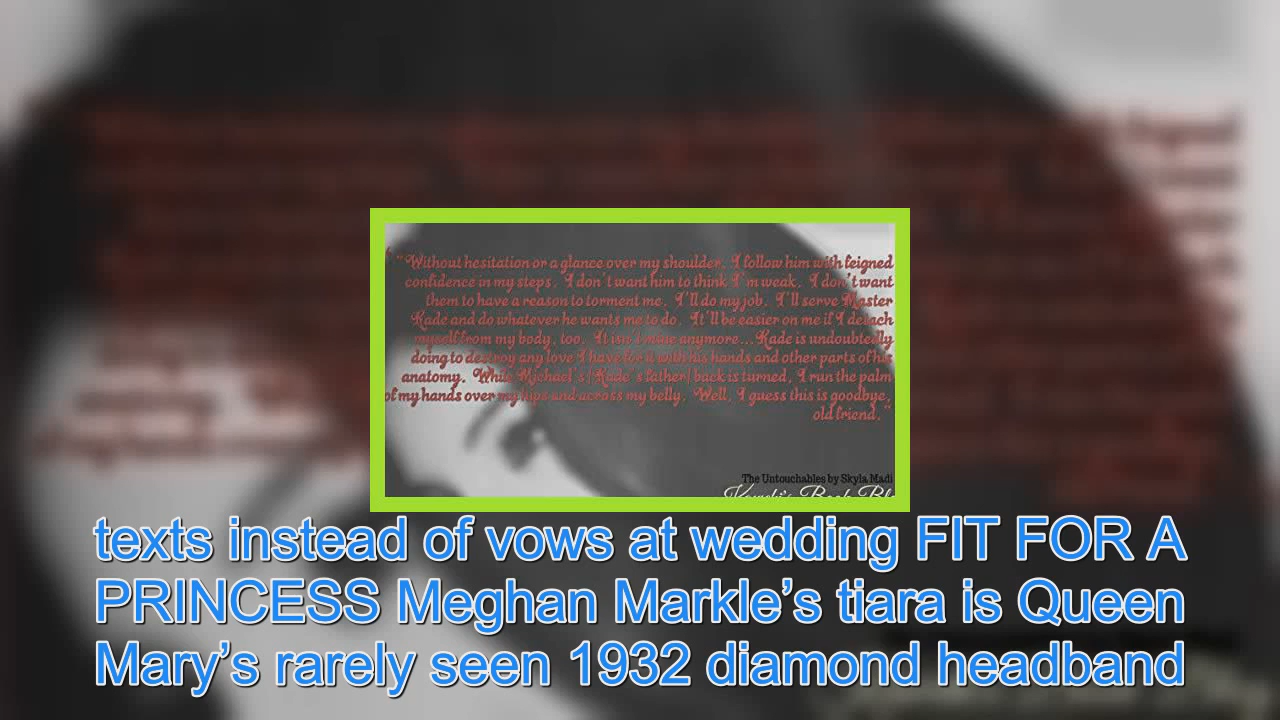 “Without hesitation or a glance over my shoulder, I follow him with feigned
confidence in my steps. I don't want him to think I'm weak. I don't want
them to have a reason to torment me. I'll do my job. I'll serve Master
Kade and do whatever he wants me to do. It'll be easier on me if I detach
myself from my body, too. It isn't mine anymore...Kade is undoubtedly
doing to destroy any love I have for it with his hands and other parts of his
anatomy. While Michael's [Kade's father] back is turned, I run the palm
of my hands over my hips and across my belly. Well, I guess this is goodbye,
old friend.”
The Untouchables by Skyla Madi
Book Bl
texts instead of vows at wedding FIT FOR A
PRINCESS Meghan Markle’s tiara is Queen
Mary’s rarely seen 1932 diamond headband